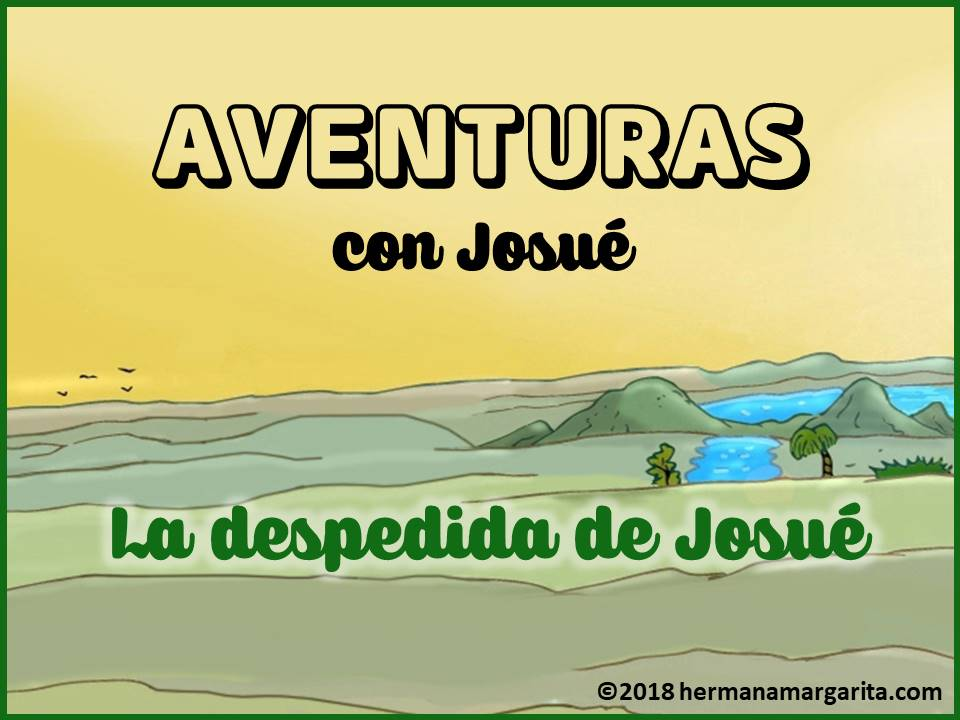 AVENTURAS
con Josué
La despedida de Josué
©2018 hermanamargarita.com